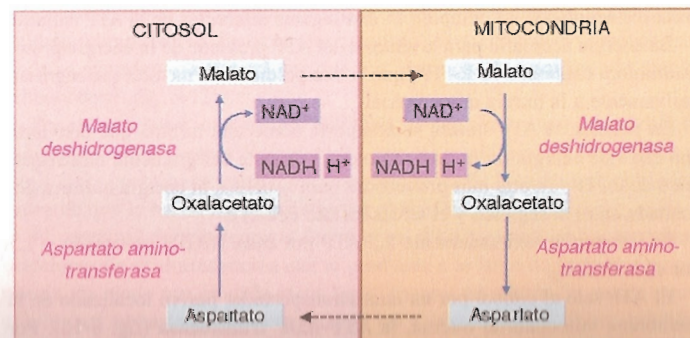 CITOSOL
MITOCONDRIA
Malato
Malato
NAD⁺
NAD⁺
Malato
deshidrogenasa
Malato
deshidrogenasa
NADH H⁺
NADH H⁺
Oxalacetato
Oxalacetato
Aspartato amino-
transferasa
Aspartato amino-
transferasa
Aspartato
Aspartato